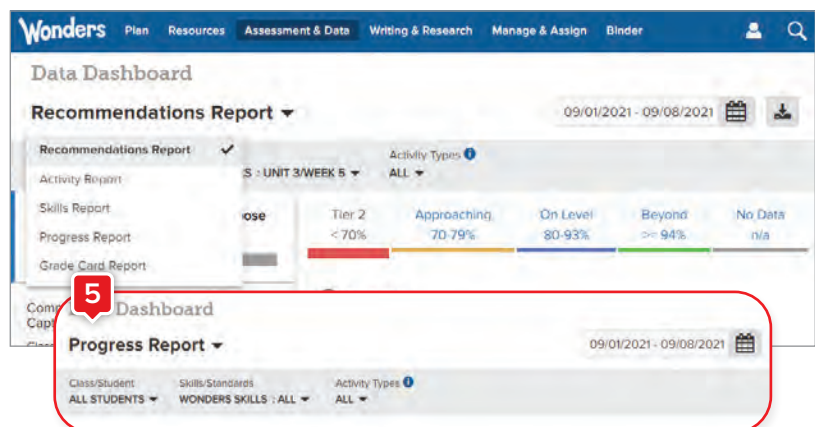 Wonders Plan Resources Assessment & Data Writing & Research Manage & Assign Binder
Data Dashboard
Recommendations Report
09/01/2021 - 09/08/2021
Recommendations Report
Activity Report
Skills Report
Progress Report
Grade Card Report
S : UNIT 3/WEEK 5
Activity Types
ALL
ose
Tier 2 Approaching On Level Beyond No Data
<70% 70-79% 80-93% >= 94% n/a
5
Dashboard
Progress Report
09/01/2021 - 09/08/2021
Class/Student Skills/Standards Activity Types
ALL STUDENTS WONDERS SKILLS : ALL ALL